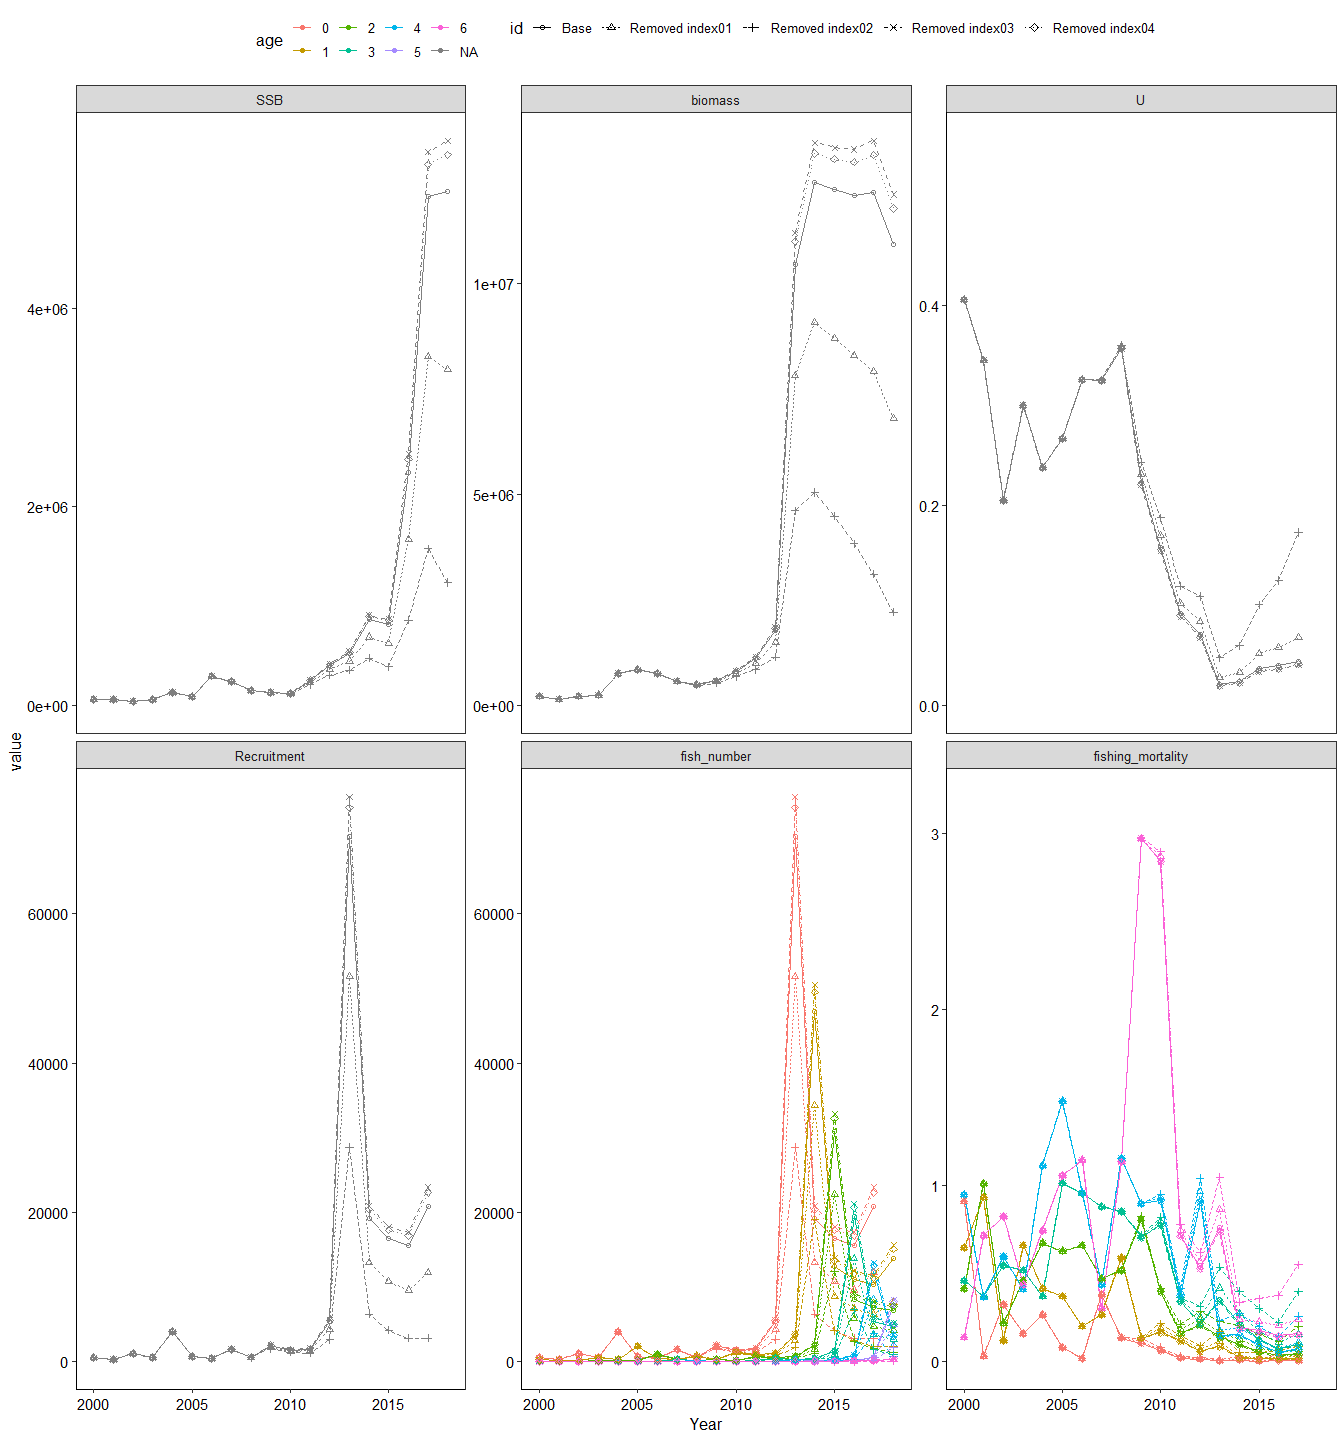 age 0 2 4 6 id Base Removed index01 Removed index02 Removed index03 Removed index04
1 3 5 NA
SSB biomass U
4e+06
2e+06
0e+00
1e+07
5e+06
0e+00
0.4
0.2
0.0
value
Recruitment fish_number fishing_mortality
60000
40000
20000
0
60000
40000
20000
0
3
2
1
0
2000 2005 2010 2015 2000 2005 2010 2015 2000 2005 2010 2015
Year